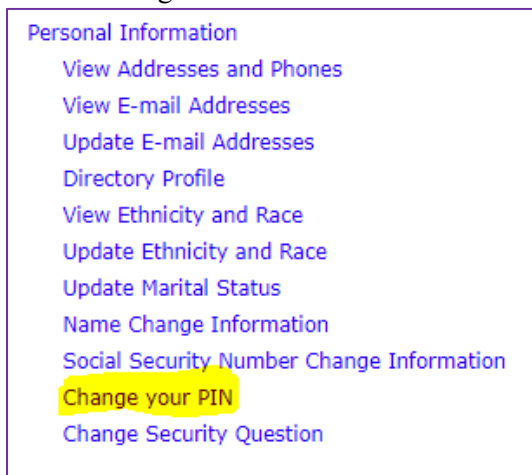 Personal Information
View Addresses and Phones
View E-mail Addresses
Update E-mail Addresses
Directory Profile
View Ethnicity and Race
Update Ethnicity and Race
Update Marital Status
Name Change Information
Social Security Number Change Information
Change your PIN
Change Security Question